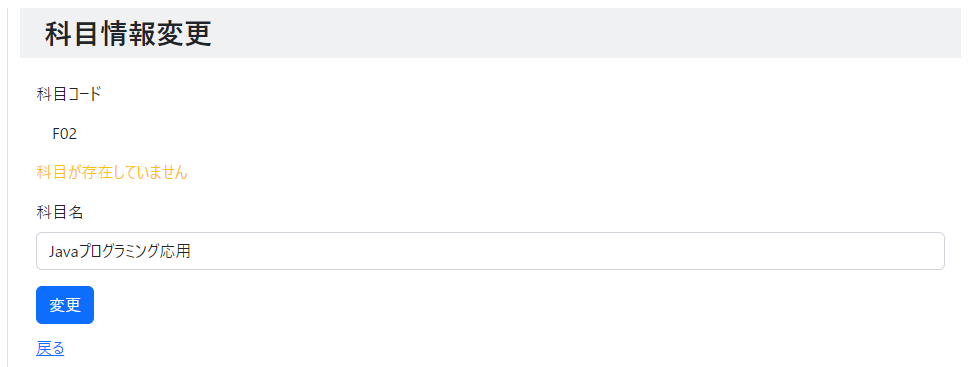 科目情報変更
科目コード
F02
科目が存在していません
科目名
Javaプログラミング応用
変更
戻る